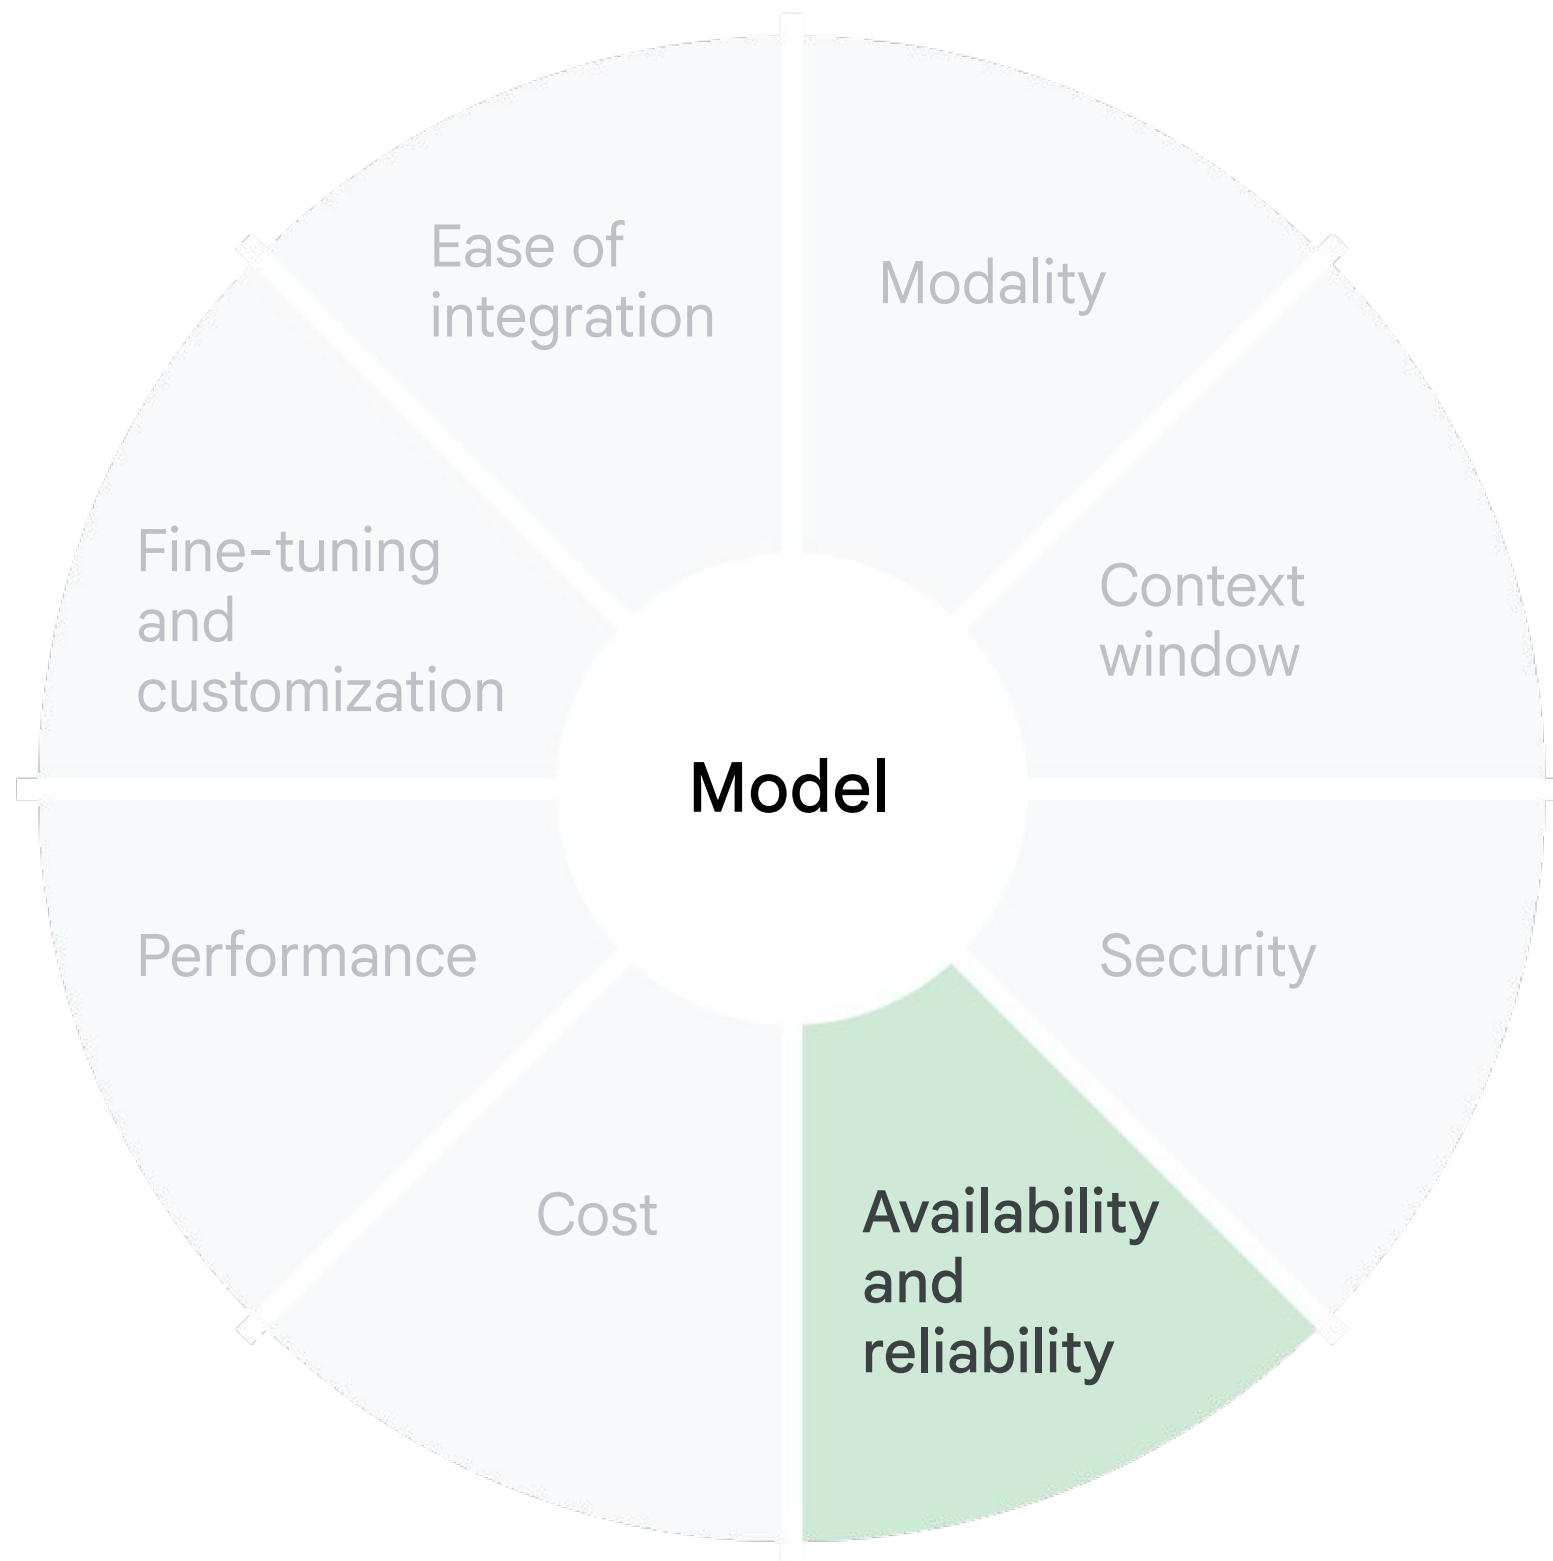 Ease of
integration
Modality
Fine-tuning
and
customization
Context
window
Model
Performance
Security
Cost
Availability
and
reliability